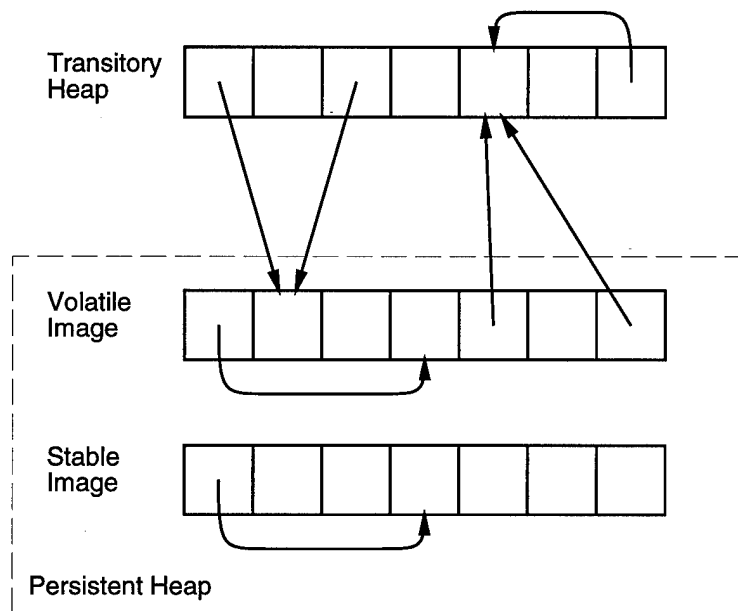 Transitory
Heap
Volatile
Image
Stable
Image
Persistent Heap